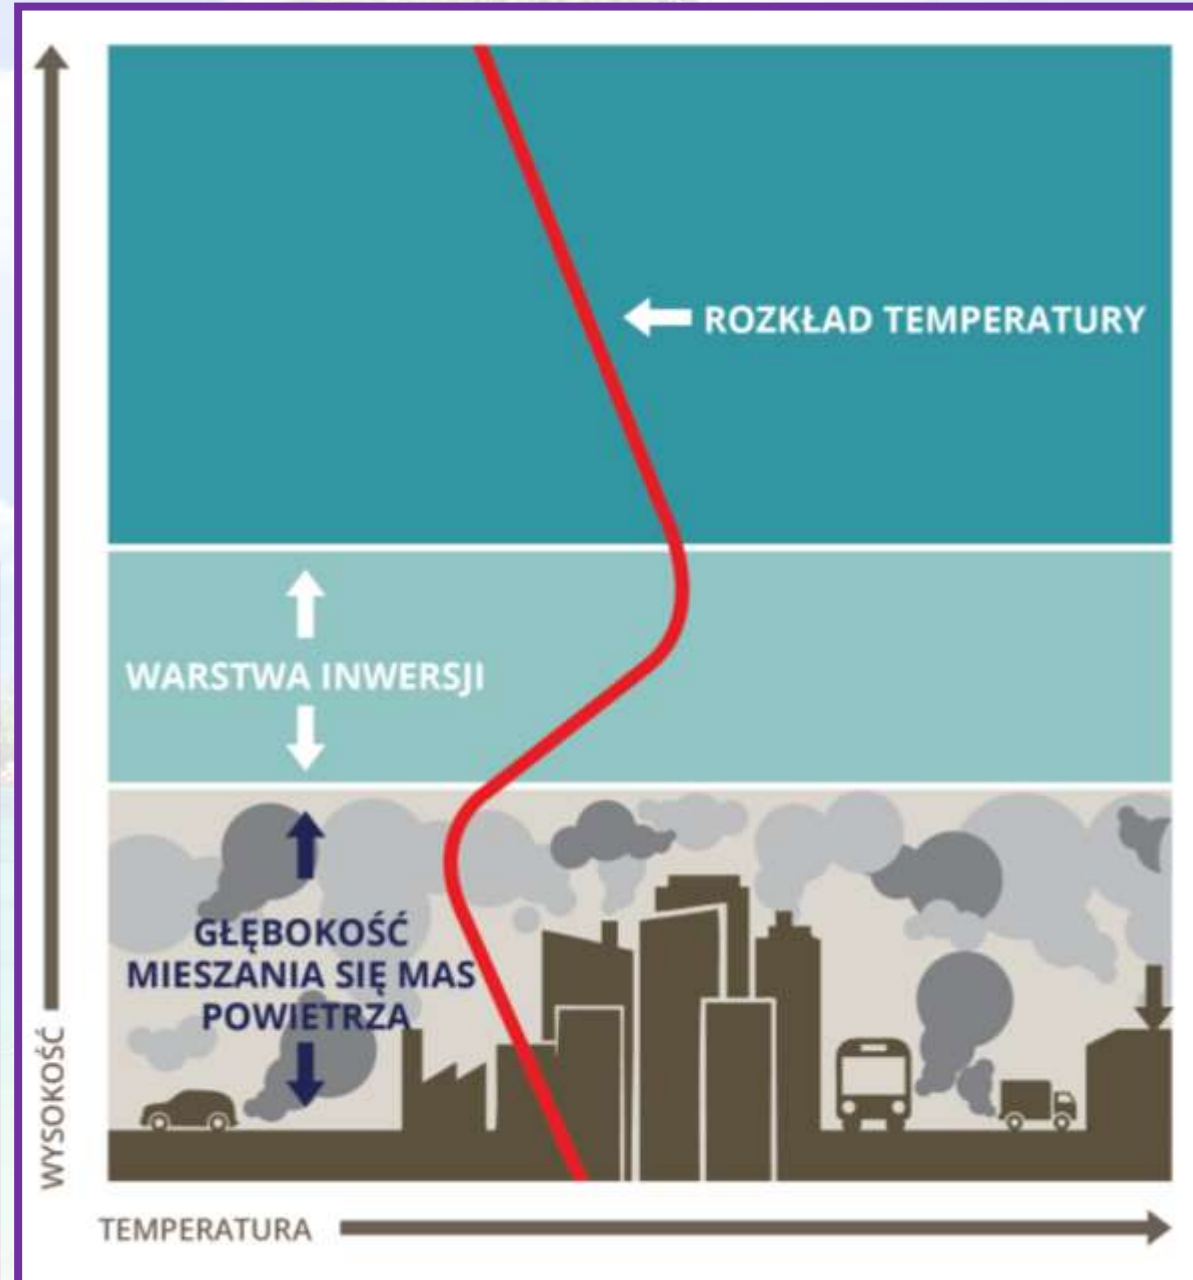 ROZKŁAD TEMPERATURY
WARSTWA INWERSJI
GŁĘBOKOŚĆ
MIESZANIA SIĘ MAS
POWIETRZA
WYSOKOŚĆ
TEMPERATURA